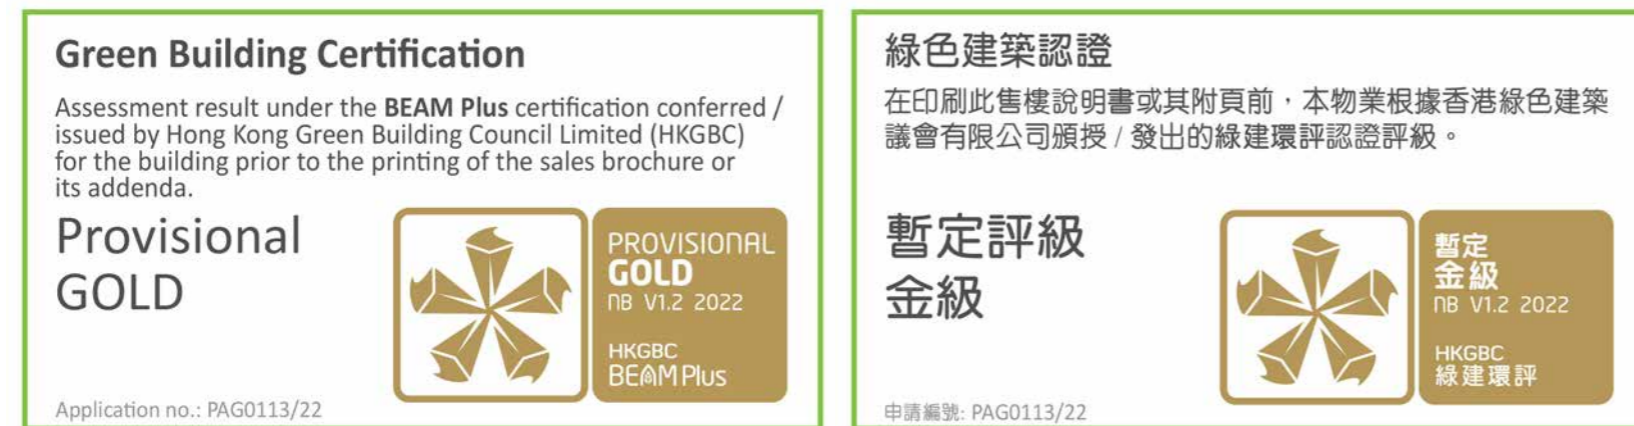 Green Building Certification
Assessment result under the BEAM Plus certification conferred /
issued by Hong Kong Green Building Council Limited (HKGBC)
for the building prior to the printing of the sales brochure or
its addenda.
Provisional
GOLD
PROVISIONAL
GOLD
NB V1.2 2022
HKGBC
BEAM Plus
Application no.: PAG0113/22
綠色建築認證
在印刷此售樓說明書或其附頁前，本物業根據香港綠色建築
議會有限公司頒授 / 發出的綠建環評認證評級。
暫定評級
金級
暫定
金級
NB V1.2 2022
HKGBC
綠建環評
申請編號: PAG0113/22